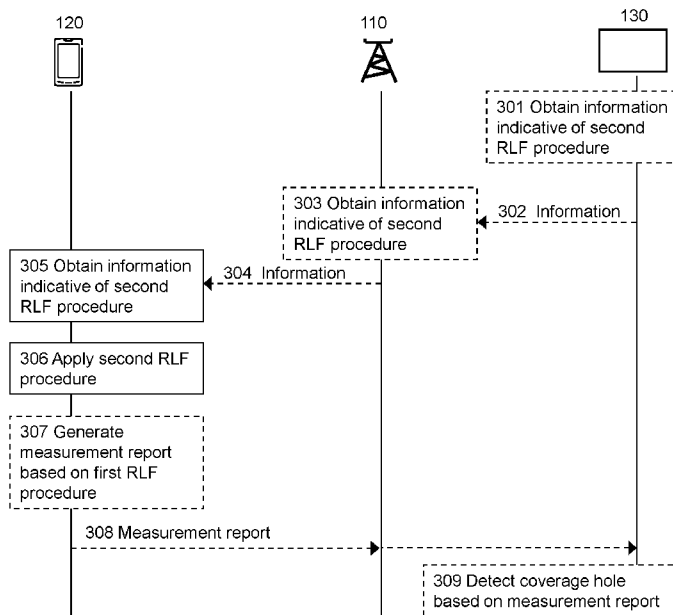 120
110
130
301 Obtain information
indicative of second
RLF procedure
302 Information
303 Obtain information
indicative of second
RLF procedure
304 Information
305 Obtain information
indicative of second
RLF procedure
306 Apply second RLF
procedure
307 Generate
measurement report
based on first RLF
procedure
308 Measurement report
309 Detect coverage hole
based on measurement report